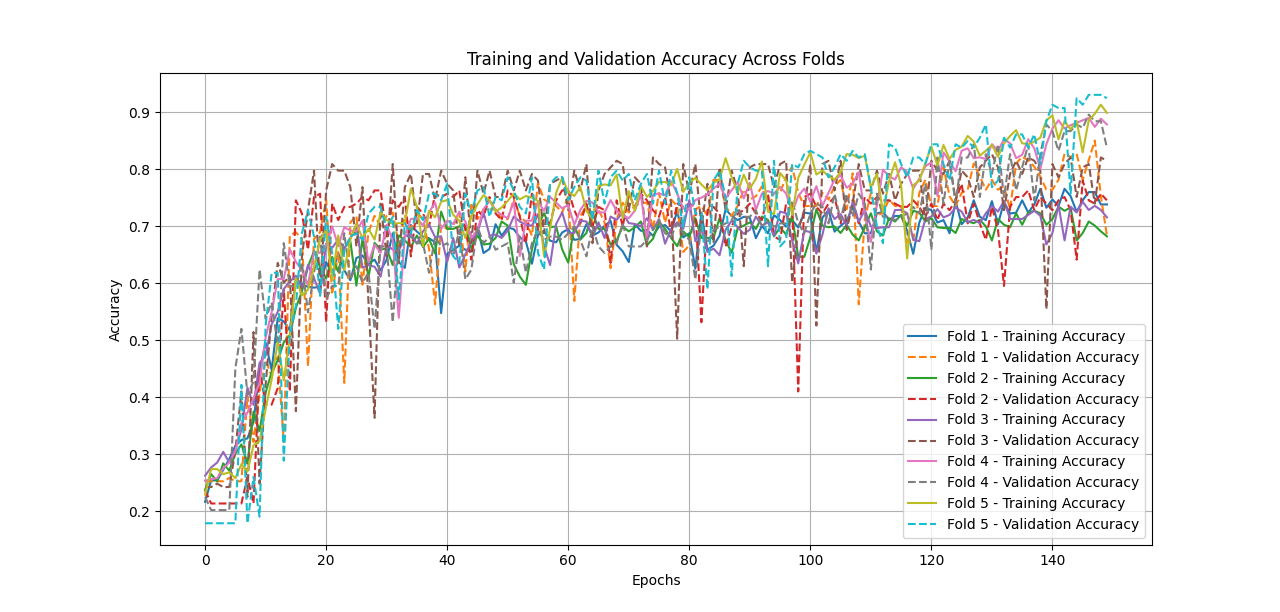 Training and Validation Accuracy Across Folds
Accuracy
0.9
0.8
0.7
0.6
0.5
0.4
0.3
0.2
0 20 40 60 80 100 120 140
Epochs
Fold 1 - Training Accuracy
Fold 1 - Validation Accuracy
Fold 2 - Training Accuracy
Fold 2 - Validation Accuracy
Fold 3 - Training Accuracy
Fold 3 - Validation Accuracy
Fold 4 - Training Accuracy
Fold 4 - Validation Accuracy
Fold 5 - Training Accuracy
Fold 5 - Validation Accuracy